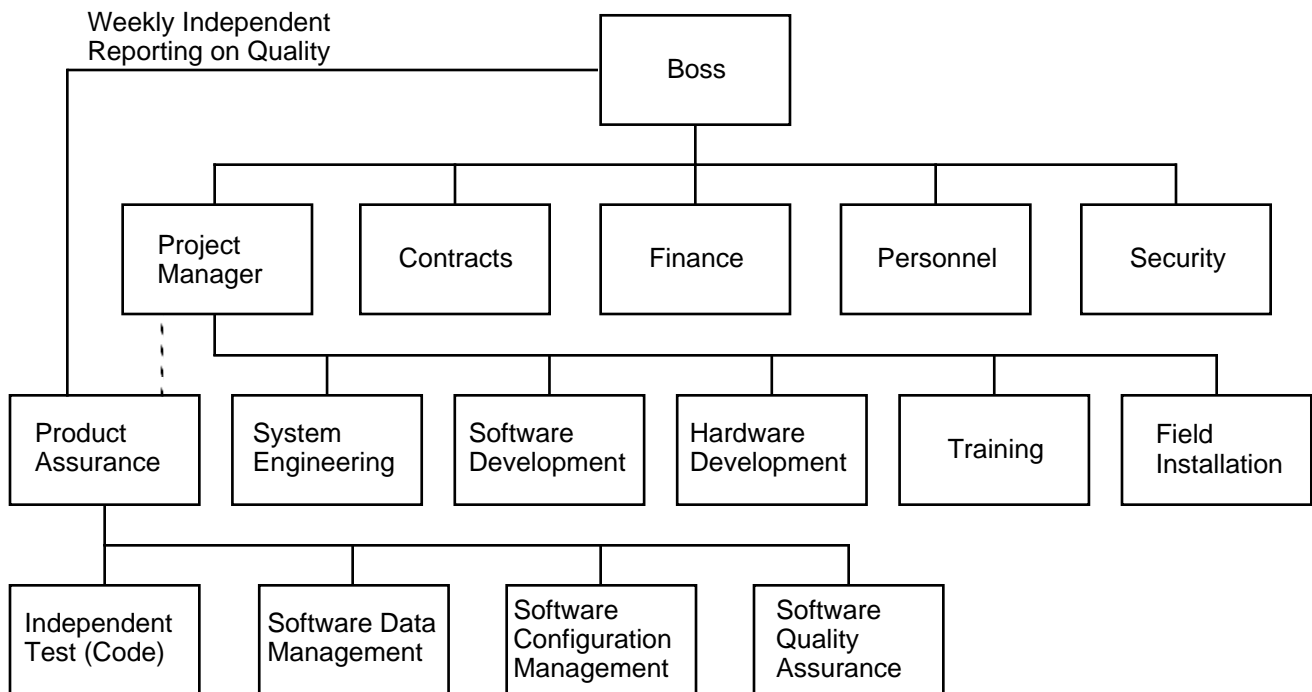 Weekly Independent
Reporting on Quality
Boss
Project
Manager
Contracts
Finance
Personnel
Security
Product
Assurance
System
Engineering
Software
Development
Hardware
Development
Training
Field
Installation
Independent
Test (Code)
Software Data
Management
Software
Configuration
Management
Software
Quality
Assurance